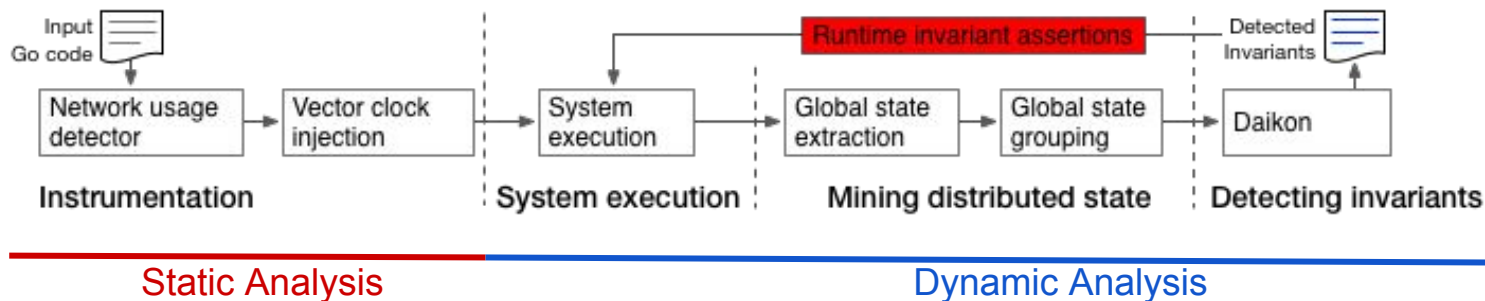 Input
Go code
Runtime invariant assertions
Detected
Invariants
Network usage
detector
Vector clock
injection
System
execution
Global state
extraction
Global state
grouping
Daikon
Instrumentation
System execution
Mining distributed state
Detecting invariants
Static Analysis
Dynamic Analysis